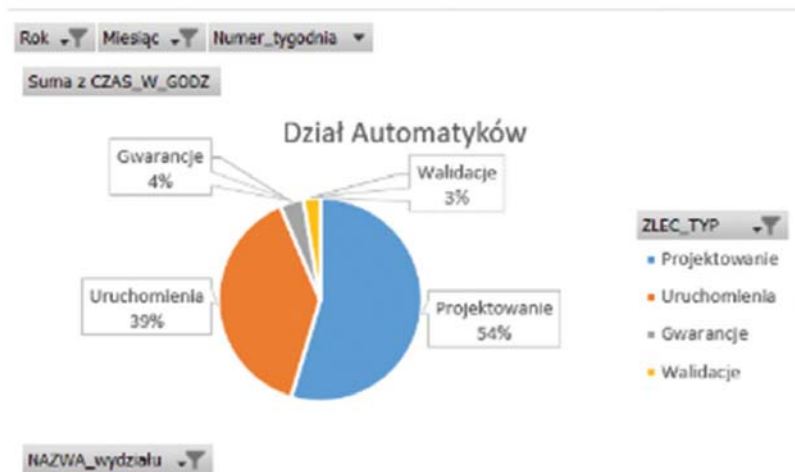 Rok Miesiąc Numer_tygodnia
Suma z CZAS_W_GODZ
Dział Automatyków
Gwarancje
4%
Walidacje
3%
Uruchomienia
39%
Projektowanie
54%
ZLEC_TYP
Projektowanie
Uruchomienia
Gwarancje
Walidacje
NAZWA_wydziału